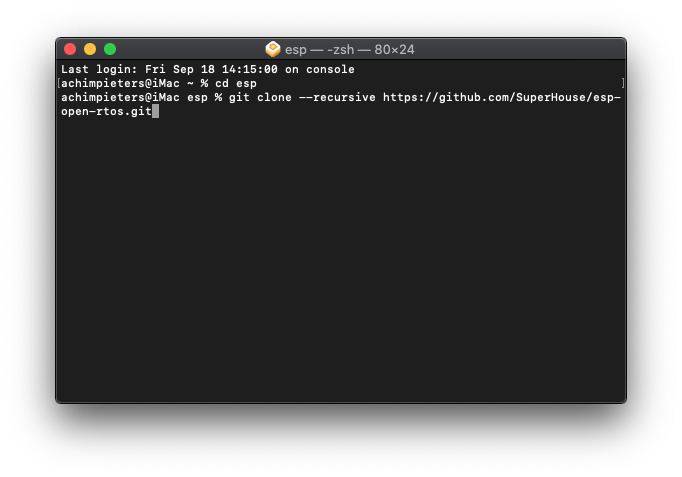 esp — -zsh — 80×24
Last login: Fri Sep 18 14:15:00 on console
[achimpieters@iMac ~ % cd esp ]
achimpieters@iMac esp % git clone --recursive https://github.com/SuperHouse/esp-
open-rtos.git